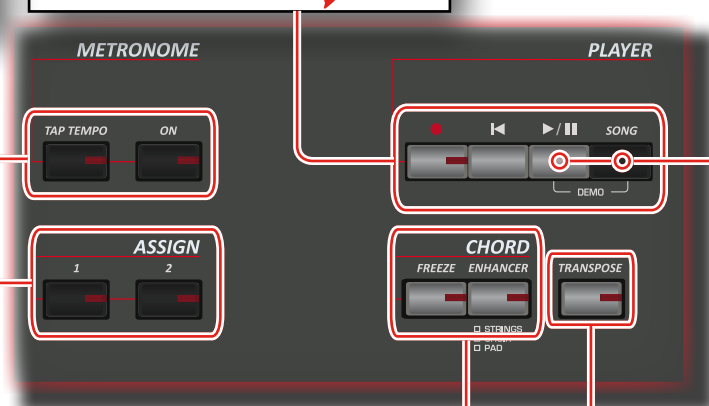 METRONOME
PLAYER
TAP TEMPO
ON
SONG
DEMO
ASSIGN
1
2
CHORD
FREEZE
ENHANCER
TRANSPOSE
STRINGS
PAD